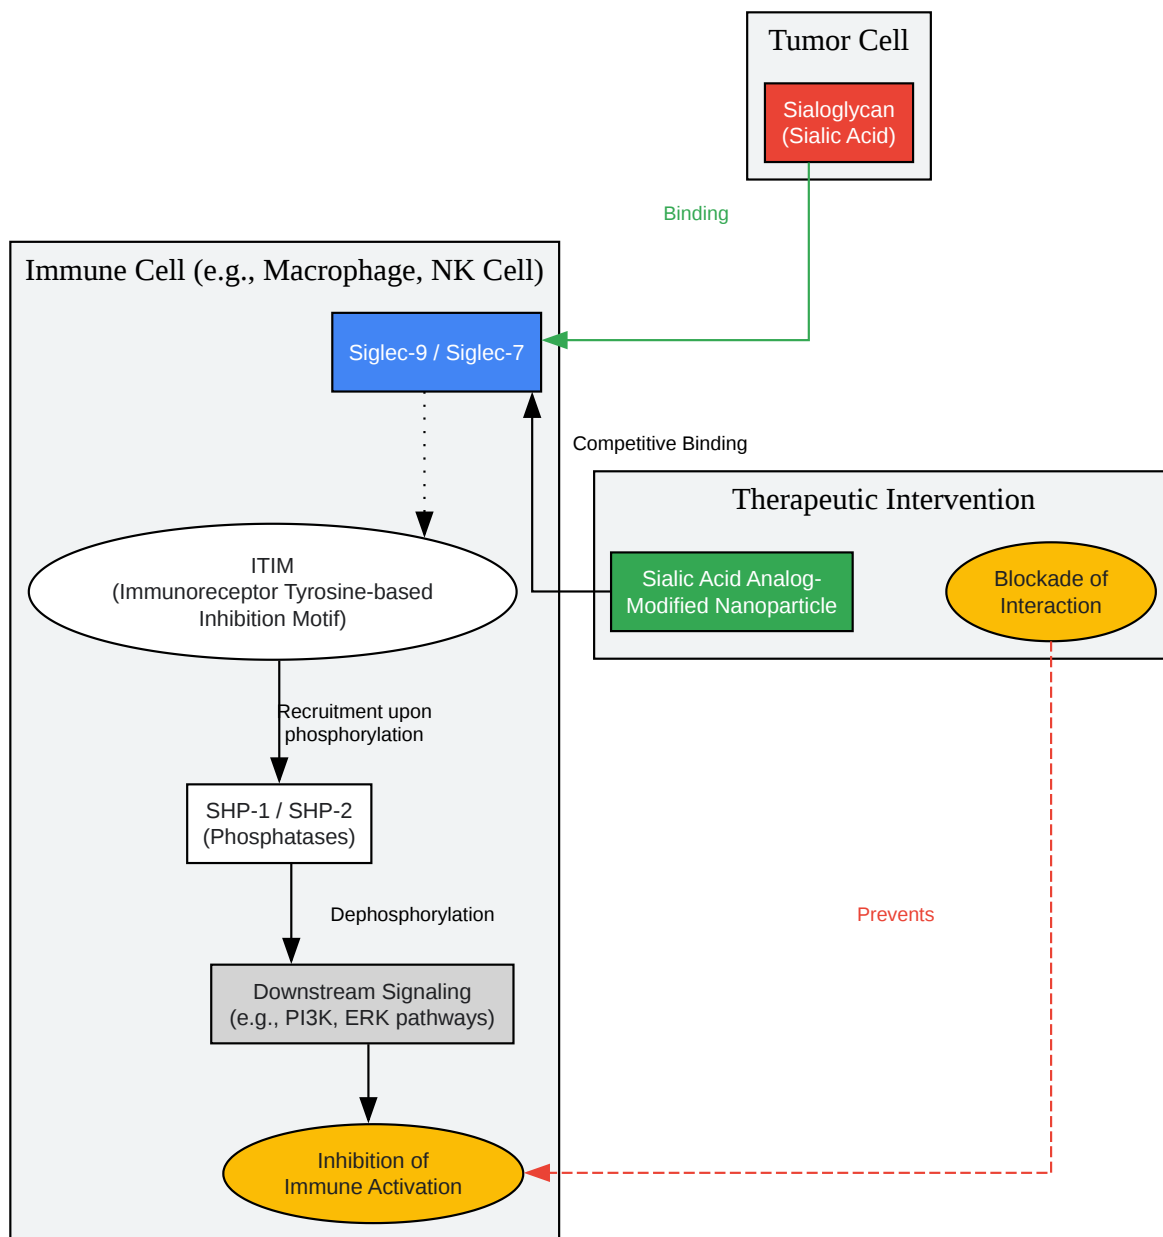 Tumor Cell
Sialoglycan
(Sialic Acid)
Binding
Immune Cell (e.g., Macrophage, NK Cell)
Siglec-9 / Siglec-7
Competitive Binding
Therapeutic Intervention
Sialic Acid Analog-
Modified Nanoparticle
Blockade of
Interaction
ITIM
(Immunoreceptor Tyrosine-based
Inhibition Motif)
Recruitment upon
phosphorylation
SHP-1 / SHP-2
(Phosphatases)
Dephosphorylation
Prevents
Downstream Signaling
(e.g., PI3K, ERK pathways)
Inhibition of
Immune Activation